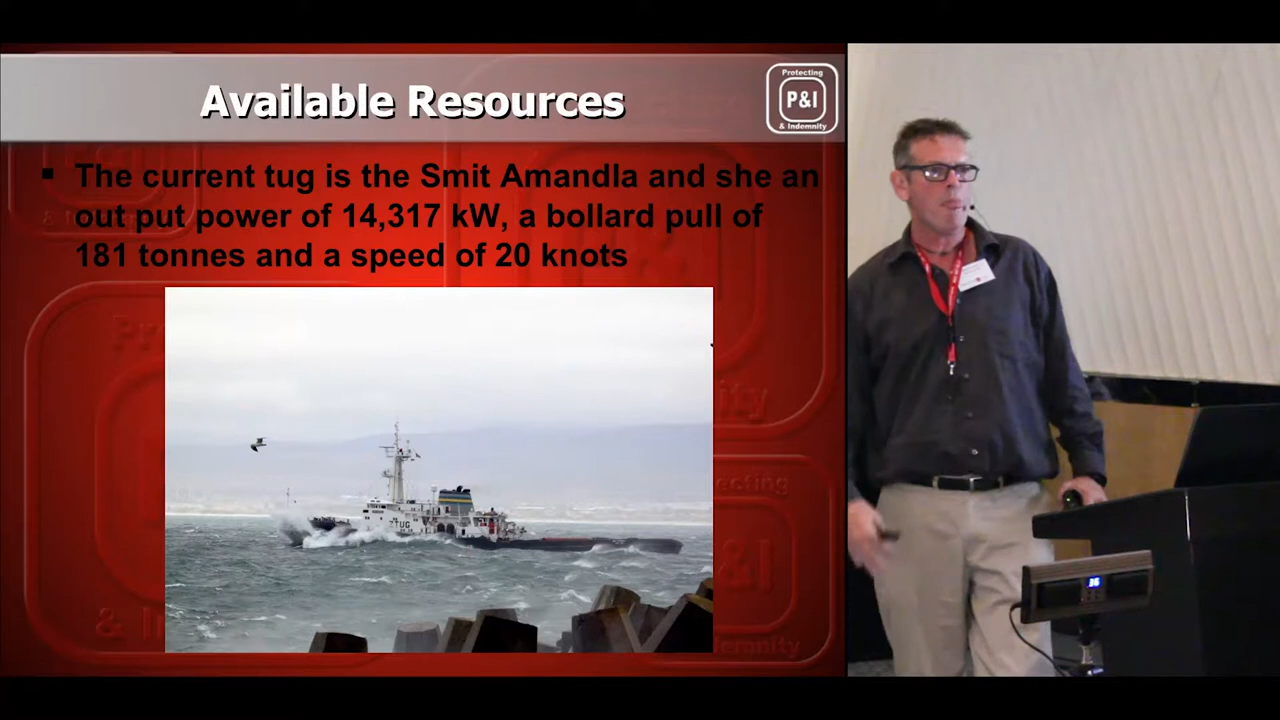 Available Resources
Protecting
P&I
& Indemnity
▪ The current tug is the Smit Amandla and she an
out put power of 14,317 kW, a bollard pull of
181 tonnes and a speed of 20 knots
TUG
36